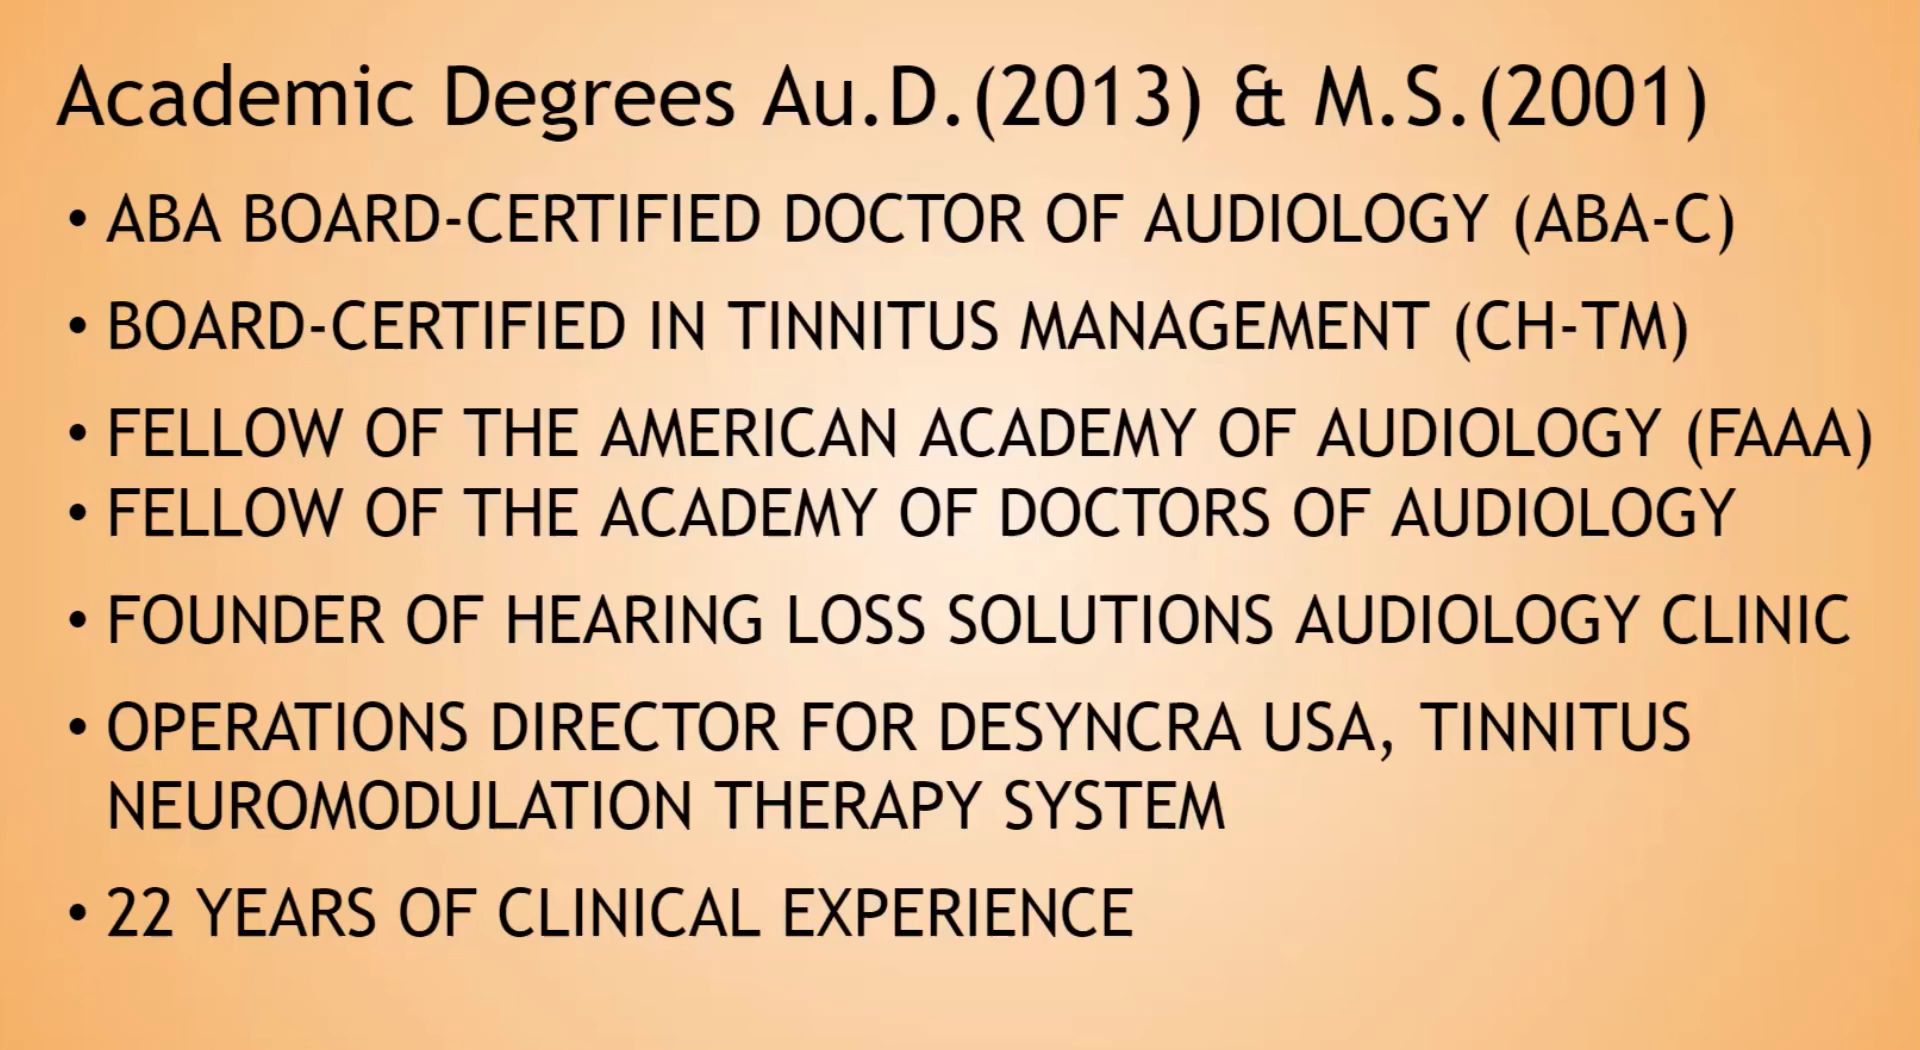 Academic Degrees Au.D.(2013) & M.S.(2001)
• ABA BOARD-CERTIFIED DOCTOR OF AUDIOLOGY (ABA-C)
• BOARD-CERTIFIED IN TINNITUS MANAGEMENT (CH-TM)
• FELLOW OF THE AMERICAN ACADEMY OF AUDIOLOGY (FAAA)
• FELLOW OF THE ACADEMY OF DOCTORS OF AUDIOLOGY
• FOUNDER OF HEARING LOSS SOLUTIONS AUDIOLOGY CLINIC
• OPERATIONS DIRECTOR FOR DESYNCRA USA, TINNITUS
NEUROMODULATION THERAPY SYSTEM
• 22 YEARS OF CLINICAL EXPERIENCE